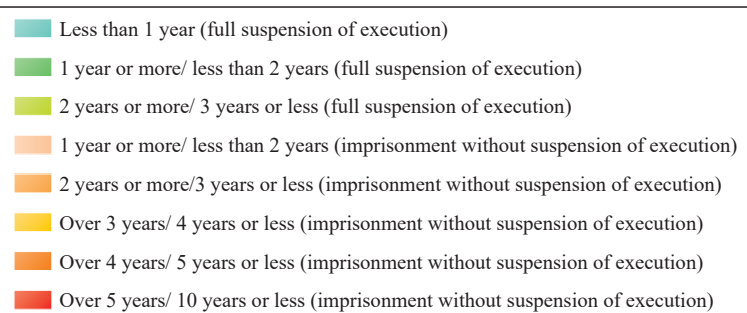 Less than 1 year (full suspension of execution)
1 year or more/ less than 2 years (full suspension of execution)
2 years or more/ 3 years or less (full suspension of execution)
1 year or more/ less than 2 years (imprisonment without suspension of execution)
2 years or more/3 years or less (imprisonment without suspension of execution)
Over 3 years/ 4 years or less (imprisonment without suspension of execution)
Over 4 years/ 5 years or less (imprisonment without suspension of execution)
Over 5 years/ 10 years or less (imprisonment without suspension of execution)